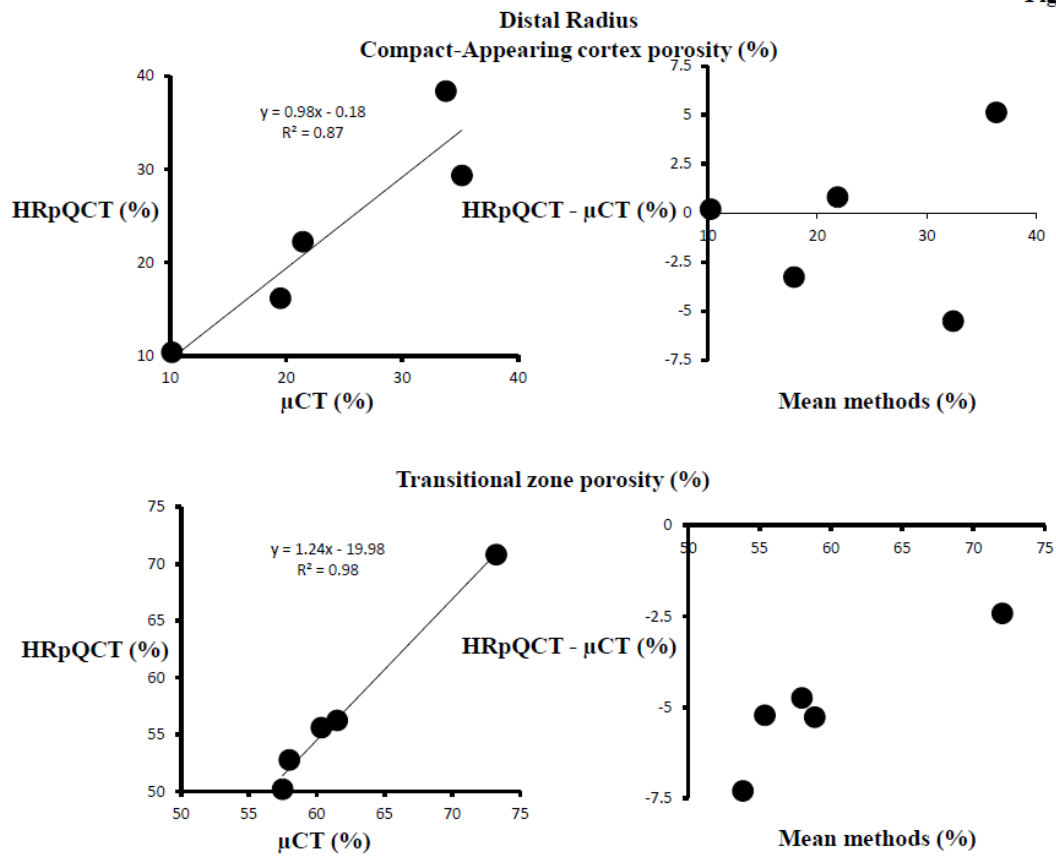 Fig
Distal Radius
Compact-Appearing cortex porosity (%)
40
30
20
10
HRpQCT (%)
y = 0.98x - 0.18
R² = 0.87
10 20 30 40
µCT (%)
7.5
5
2.5
0
-2.5
-5
-7.5
HRpQCT - µCT (%)
10 20 30 40
Mean methods (%)
Transitional zone porosity (%)
75
70
65
60
55
50
HRpQCT (%)
y = 1.24x - 19.98
R² = 0.98
50 55 60 65 70 75
µCT (%)
0
-2.5
-5
-7.5
HRpQCT - µCT (%)
50 55 60 65 70 75
Mean methods (%)